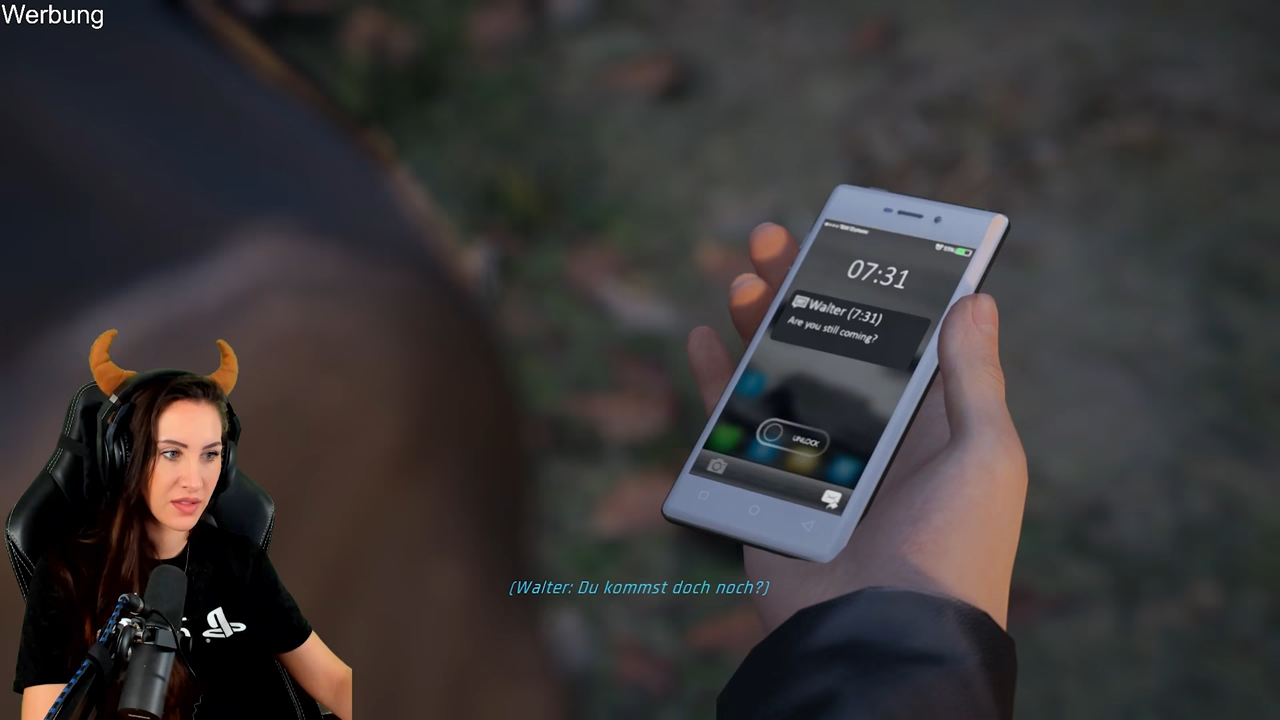 Werbung
07:31
Walter (7:31)
Are you still coming?
UNLOCK
(Walter: Du kommst doch noch?)